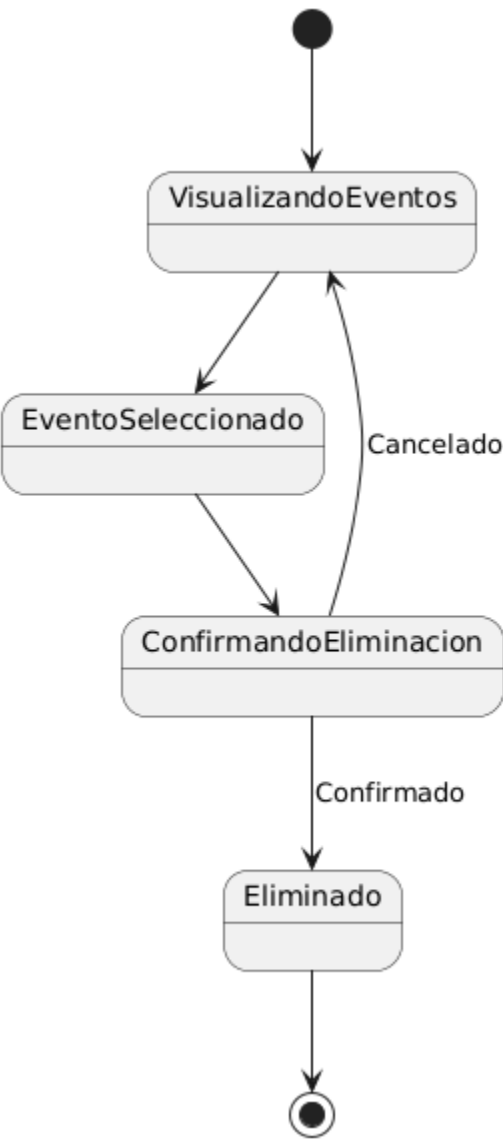 VisualizandoEventos
EventoSeleccionado
Cancelado
ConfirmandoEliminacion
Confirmado
Eliminado